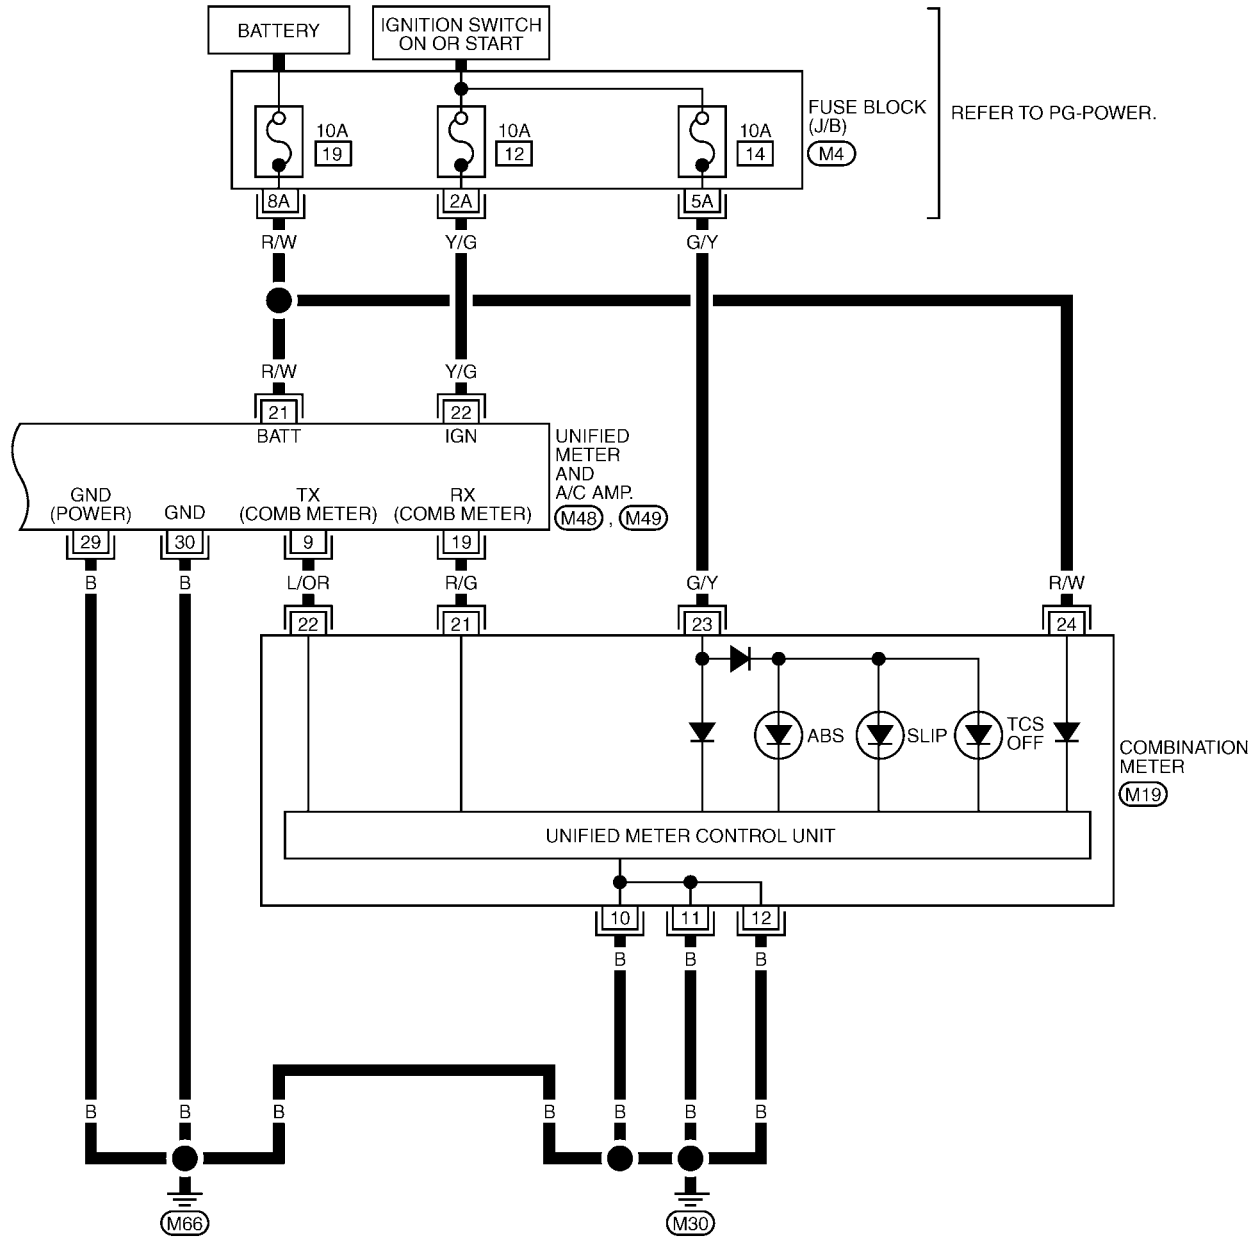 BATTERY
IGNITION SWITCH
ON OR START
FUSE BLOCK
(J/B)
M4
REFER TO PG-POWER.
10A
19
10A
12
10A
14
8A
2A
5A
R/W
Y/G
G/Y
R/W
Y/G
21
22
BATT
IGN
UNIFIED
METER
AND
A/C AMP.
M48 , M49
GND
(POWER)
GND
TX
(COMB METER)
RX
(COMB METER)
29
30
9
19
B
B
L/OR
R/G
G/Y
R/W
22
21
23
24
ABS
SLIP
TCS
OFF
COMBINATION
METER
M19
UNIFIED METER CONTROL UNIT
10
11
12
B
B
B
B
B
B
B
B
B
B
M66
M30